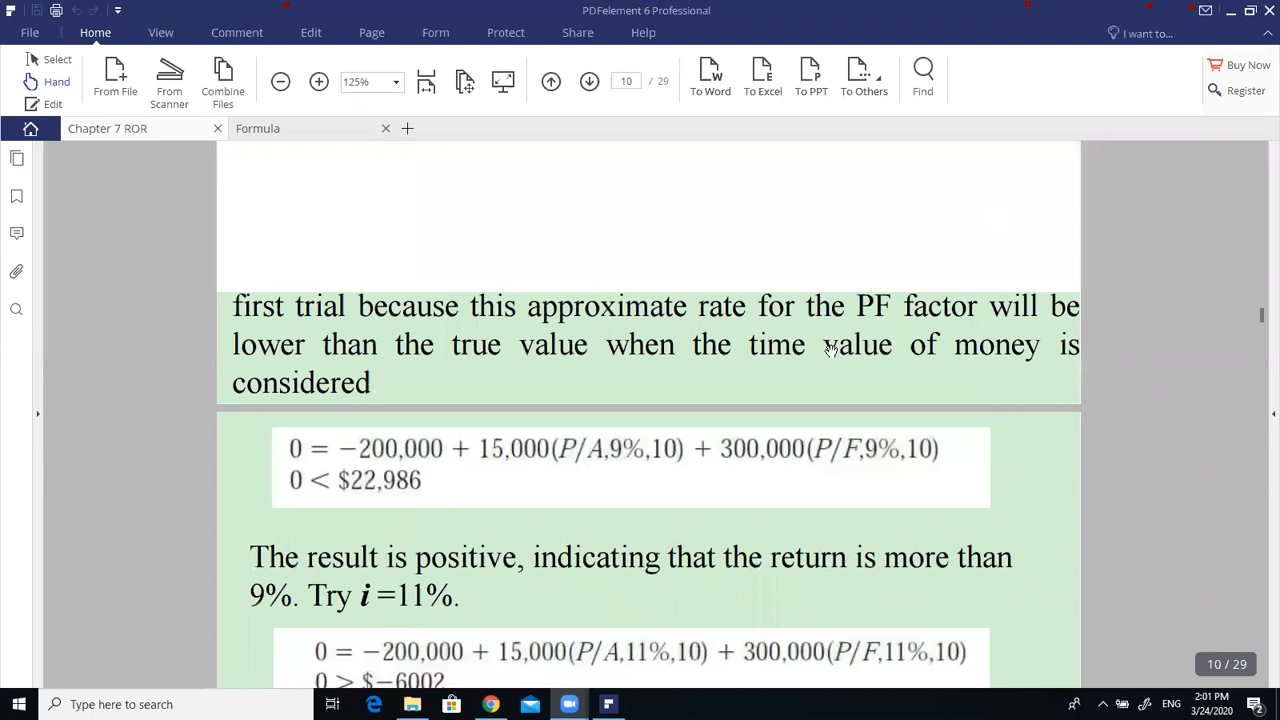 PDFelement 6 Professional
File Home View Comment Edit Page Form Protect Share Help I want to...
Select
Hand
Edit
From File
From Scanner
Combine Files
125%
10 / 29
To Word To Excel To PPT To Others
Find
Buy Now
Register
Chapter 7 ROR
Formula
first trial because this approximate rate for the PF factor will be
lower than the true value when the time value of money is
considered
0 = −200,000 + 15,000(P/A,9%,10) + 300,000(P/F,9%,10)
0 < $22,986
The result is positive, indicating that the return is more than
9%. Try i =11%.
0 = −200,000 + 15,000(P/A,11%,10) + 300,000(P/F,11%,10)
0 > $−6002
10 / 29
Type here to search
ENG
2:01 PM
3/24/2020
2